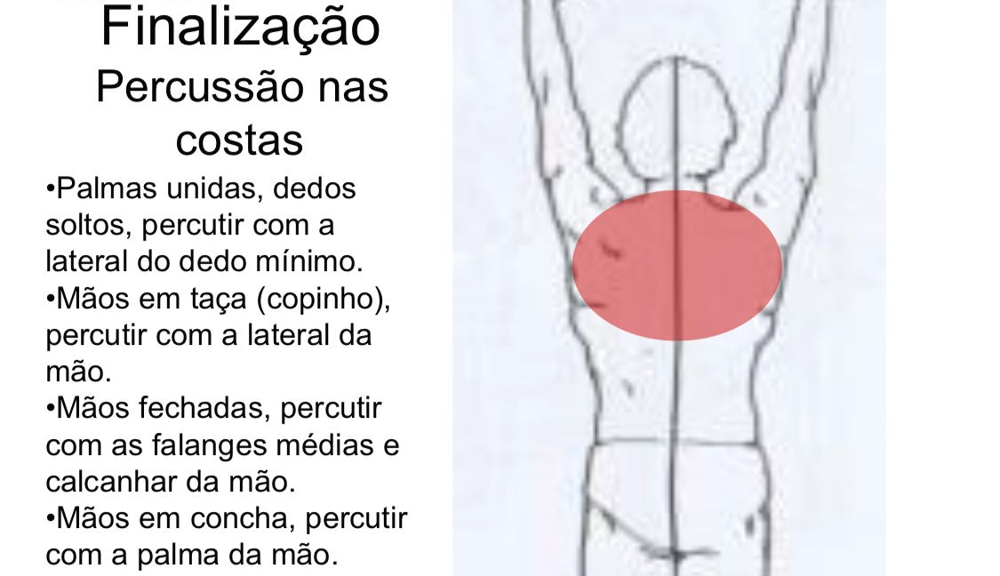 Finalização
Percussão nas
costas
•Palmas unidas, dedos
soltos, percutir com a
lateral do dedo mínimo.
•Mãos em taça (copinho),
percutir com a lateral da
mão.
•Mãos fechadas, percutir
com as falanges médias e
calcanhar da mão.
•Mãos em concha, percutir
com a palma da mão.